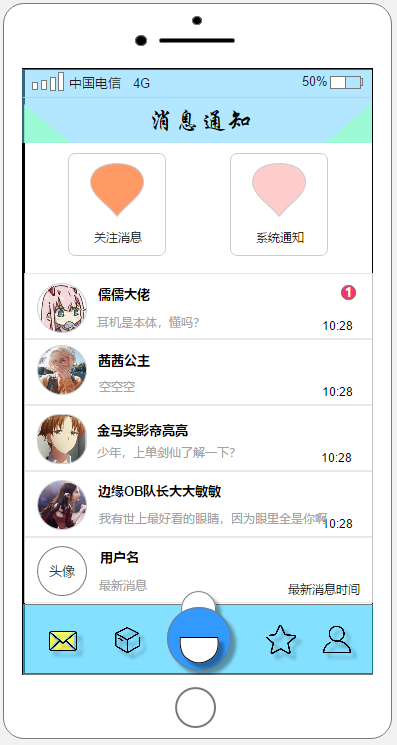 中国电信 4G 50%
消息通知
关注消息 系统通知
儒儒大佬 1
耳机是本体，懂吗?
10:28
茜茜公主
空空空
10:28
金马奖影帝亮亮
少年，上单剑仙了解一下?
10:28
边缘OB队长大大敏敏
我有世上最好看的眼睛，因为眼里全是你啊
10:28
头像 用户名
最新消息
最新消息时间